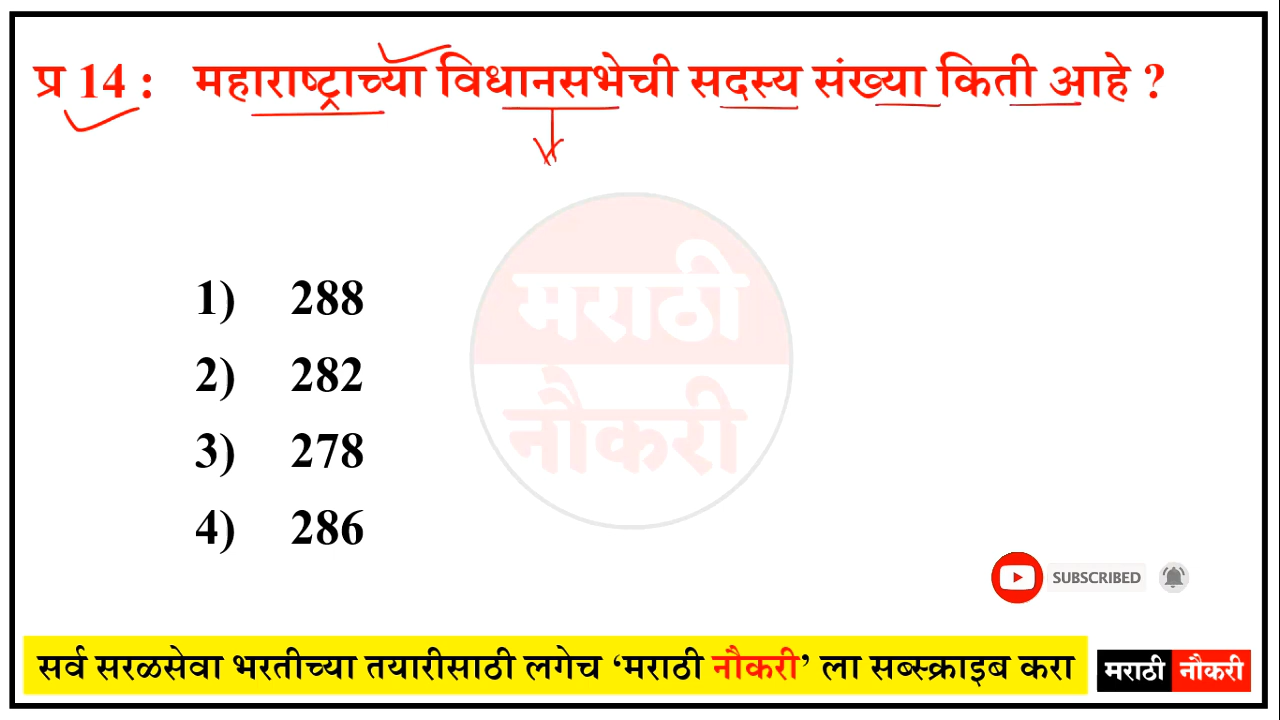 प्र 14 : महाराष्ट्राच्या विधानसभेची सदस्य संख्या किती आहे ?
मराठी
नौकरी
1) 288
2) 282
3) 278
4) 286
SUBSCRIBED
सर्व सरळसेवा भरतीच्या तयारीसाठी लगेच ‘मराठी नौकरी’ ला सब्स्क्राइब करा
मराठी नौकरी